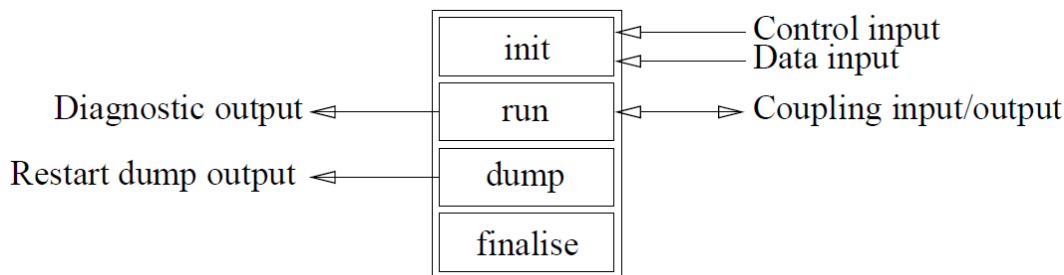 init
Control input
Data input
Diagnostic output
run
Coupling input/output
Restart dump output
dump
finalise